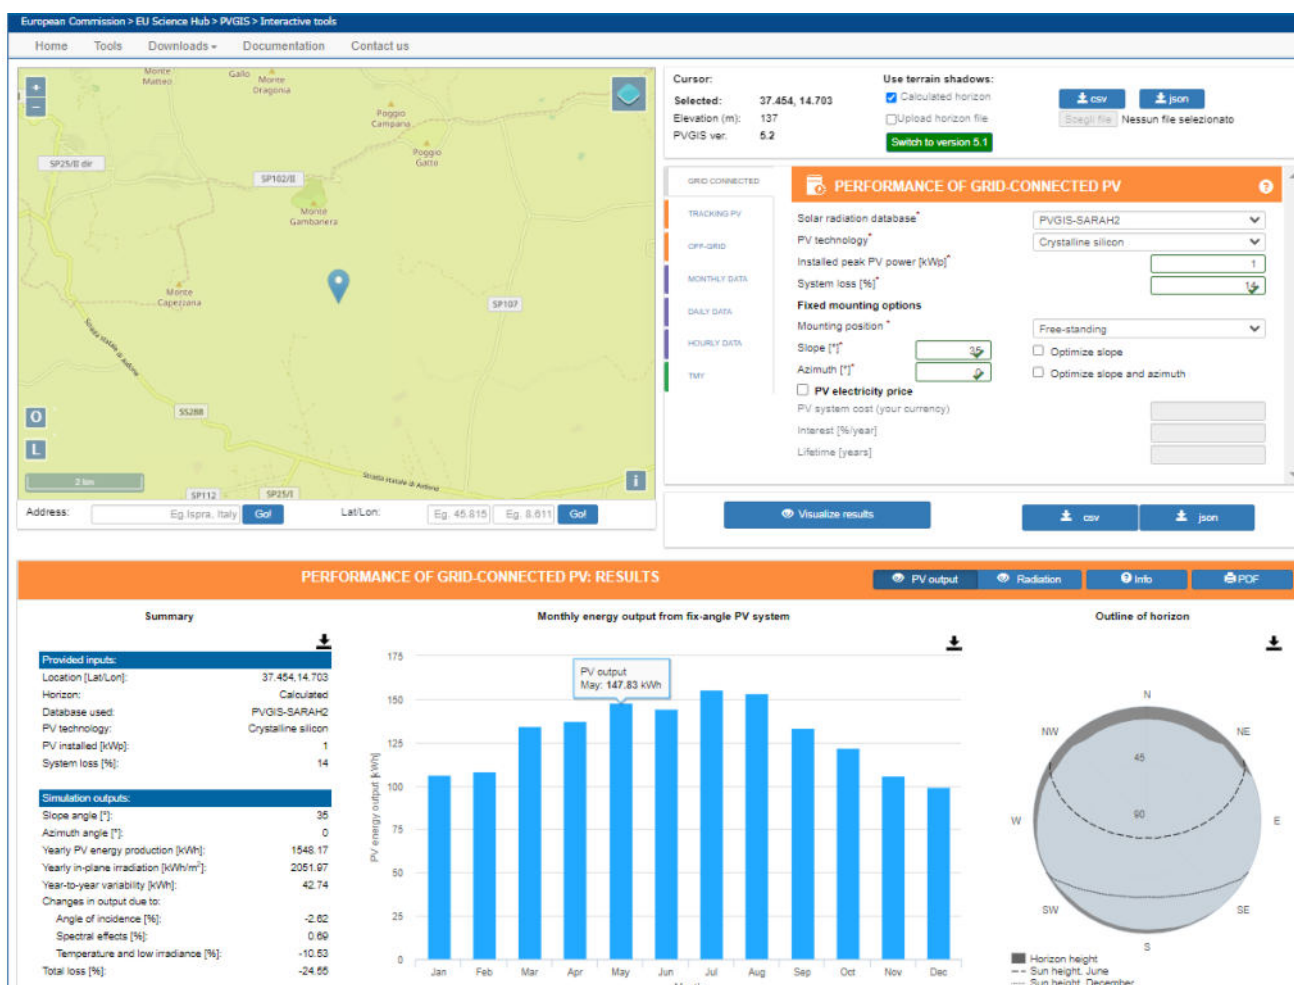 European Commission > EU Science Hub > PVGIS > Interactive tools
Home Tools Downloads Documentation Contact us
Monte Matteo
Gallo
Monte Dragonia
Poggio Campana
Poggio Gatto
SP25/II dir
SP102/II
Monte Gambanera
Monte Capezzana
SP107
Strada statale di Aidone
SS288
Strada statale di Aidone
SP112
SP25/I
+
−
O
L
i
2 km
Address: Eg.Ispra, Italy Go! Lat/Lon: Eg. 45.815 Eg. 8.611 Go!
Cursor:
Selected: 37.454, 14.703
Elevation (m): 137
PVGIS ver. 5.2
Use terrain shadows:
Calculated horizon
Upload horizon file
Switch to version 5.1
csv json
Scegli file Nessun file selezionato
GRID CONNECTED
TRACKING PV
OFF-GRID
MONTHLY DATA
DAILY DATA
HOURLY DATA
TMY
PERFORMANCE OF GRID-CONNECTED PV ?
Solar radiation database* PVGIS-SARAH2
PV technology* Crystalline silicon
Installed peak PV power [kWp]* 1
System loss [%]* 14
Fixed mounting options
Mounting position * Free-standing
Slope [°]* 35 Optimize slope
Azimuth [°]* 0 Optimize slope and azimuth
PV electricity price
PV system cost (your currency)
Interest [%/year]
Lifetime [years]
Visualize results csv json
PERFORMANCE OF GRID-CONNECTED PV: RESULTS PV output Radiation Info PDF
Summary
Provided inputs:
Location [Lat/Lon]: 37.454,14.703
Horizon: Calculated
Database used: PVGIS-SARAH2
PV technology: Crystalline silicon
PV installed [kWp]: 1
System loss [%]: 14
Simulation outputs:
Slope angle [°]: 35
Azimuth angle [°]: 0
Yearly PV energy production [kWh]: 1548.17
Yearly in-plane irradiation [kWh/m²]: 2051.97
Year-to-year variability [kWh]: 42.74
Changes in output due to:
Angle of incidence [%]: -2.62
Spectral effects [%]: 0.69
Temperature and low irradiance [%]: -10.53
Total loss [%]: -24.55
Monthly energy output from fix-angle PV system
PV output
May: 147.83 kWh
PV energy output [kWh]
175
150
125
100
75
50
25
0
Jan Feb Mar Apr May Jun Jul Aug Sep Oct Nov Dec
Outline of horizon
N
NW NE
45
W 90 E
SW SE
S
Horizon height
Sun height, June
Sun height, December